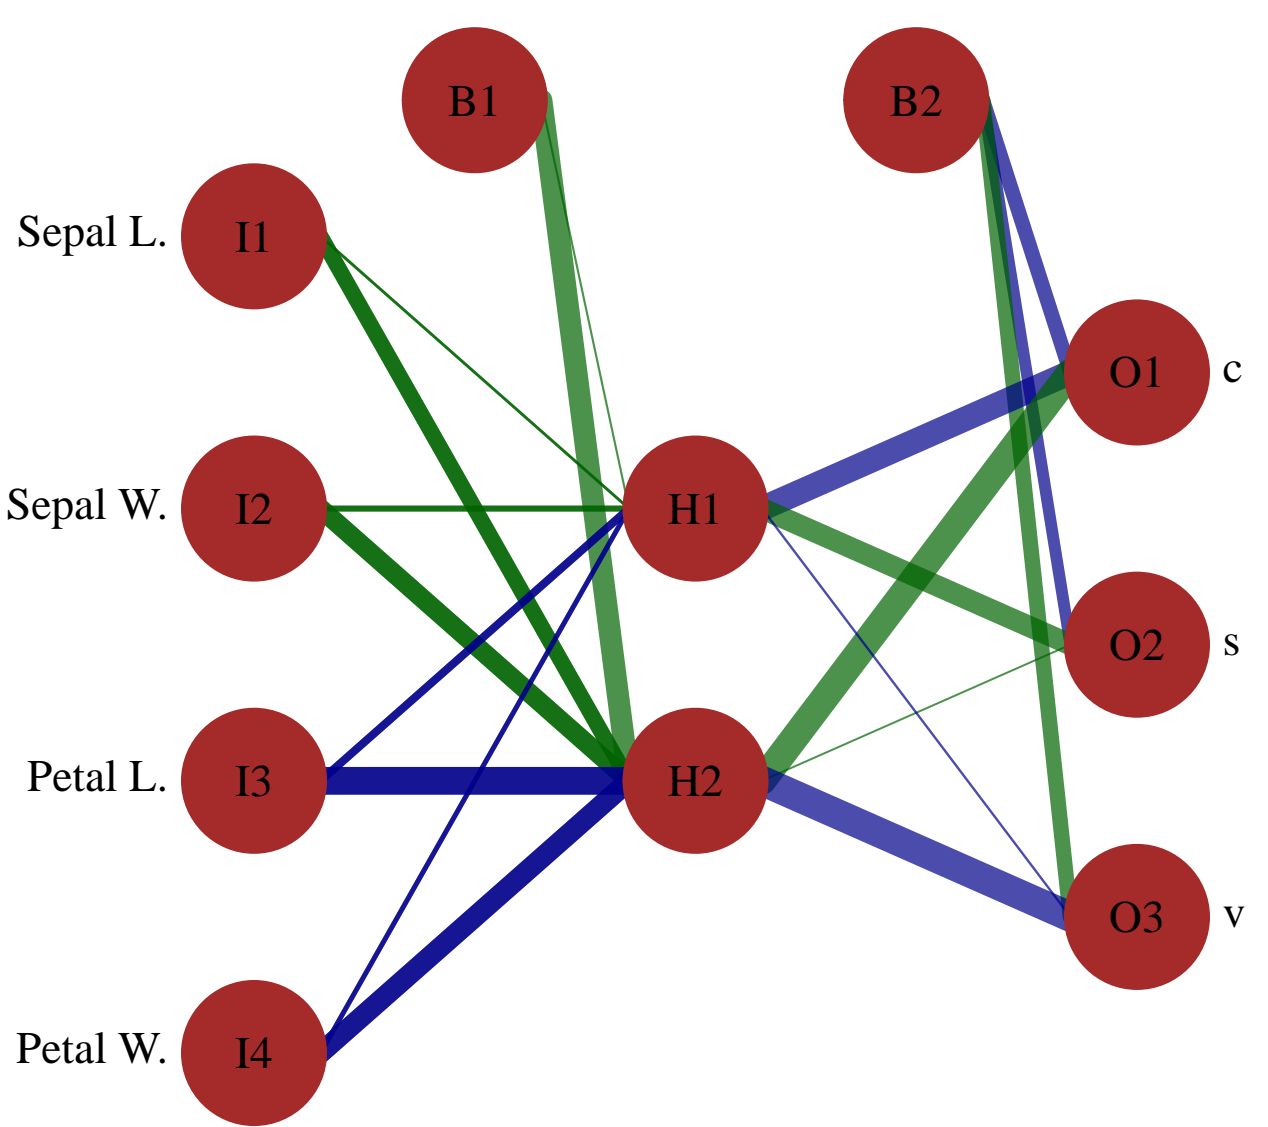 B1
B2
Sepal L.
I1
O1
c
Sepal W.
I2
H1
O2
s
Petal L.
I3
H2
O3
v
Petal W.
I4